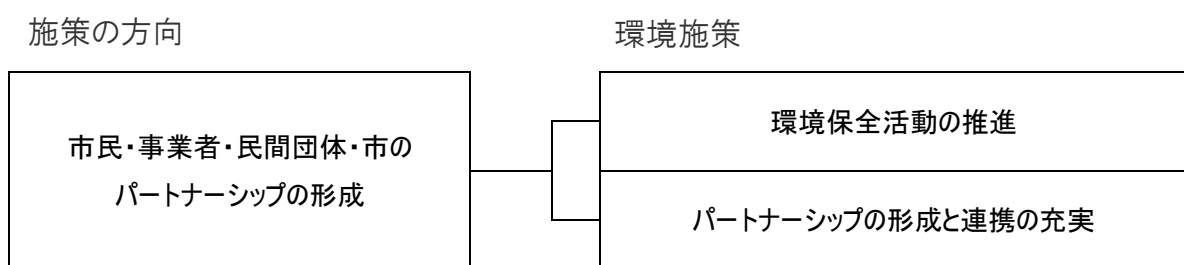 施策の方向
環境施策
市民・事業者・民間団体・市の
パートナーシップの形成
環境保全活動の推進
パートナーシップの形成と連携の充実